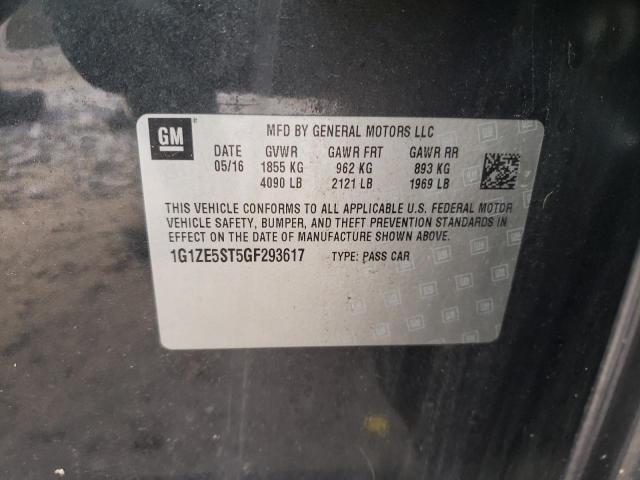 GM
MFD BY GENERAL MOTORS LLC
DATE GVWR GAWR FRT GAWR RR
05/16 1855 KG 962 KG 893 KG
4090 LB 2121 LB 1969 LB
THIS VEHICLE CONFORMS TO ALL APPLICABLE U.S. FEDERAL MOTOR
VEHICLE SAFETY, BUMPER, AND THEFT PREVENTION STANDARDS IN
EFFECT ON THE DATE OF MANUFACTURE SHOWN ABOVE.
1G1ZE5ST5GF293617 TYPE: PASS CAR